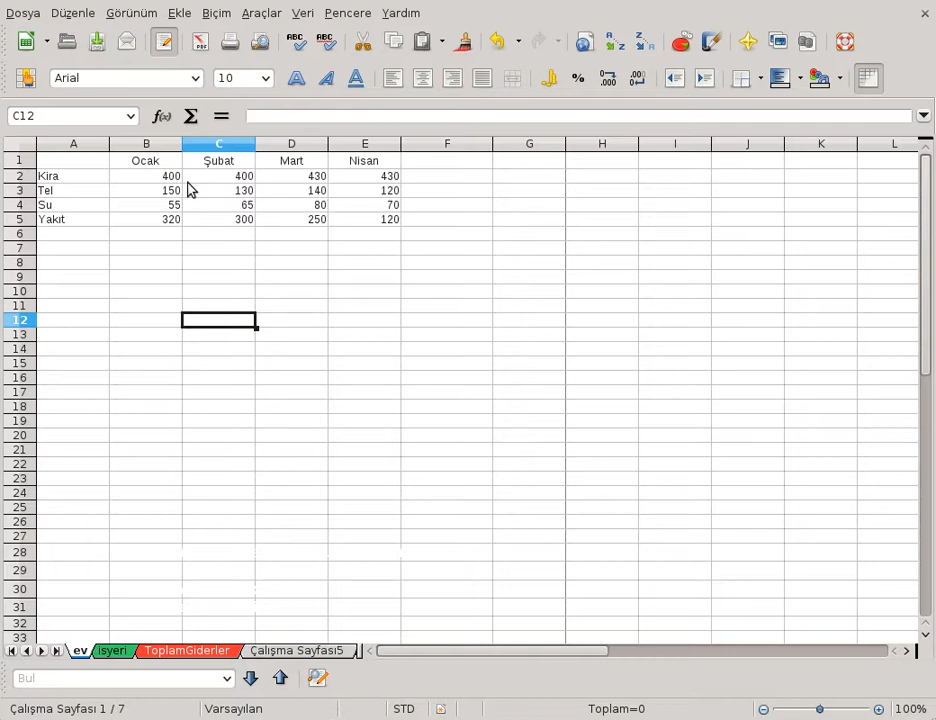 Dosya Düzenle Görünüm Ekle Biçim Araçlar Veri Pencere Yardım
Arial 10
C12
A B C D E F G H I J K L
1 Ocak Şubat Mart Nisan
2 Kira 400 400 430 430
3 Tel 150 130 140 120
4 Su 55 65 80 70
5 Yakıt 320 300 250 120
6
7
8
9
10
11
12
13
14
15
16
17
18
19
20
21
22
23
24
25
26
27
28
29
30
31
32
33
ev isyeri ToplamGiderler Çalışma Sayfası5
Bul
Çalışma Sayfası 1 / 7 Varsayılan STD Toplam=0 100%